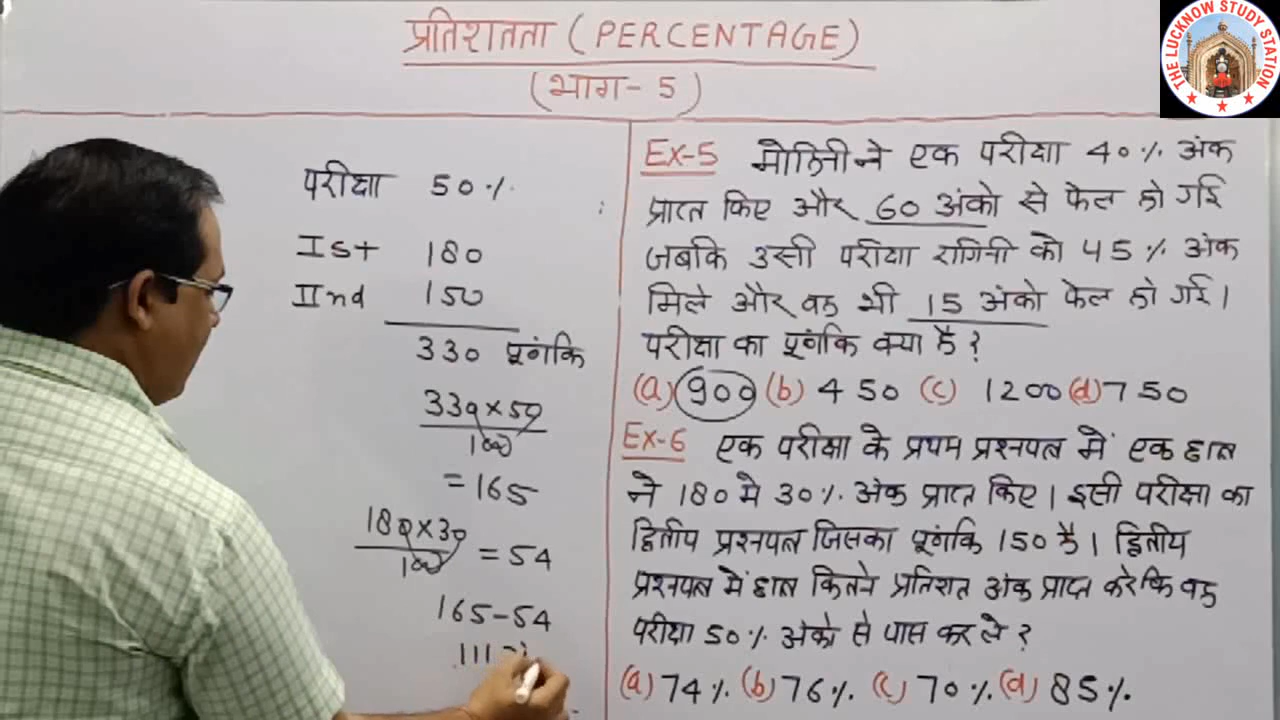 प्रतिशतता (PERCENTAGE)
(भाग-5)
THE LUCKNOW STUDY STATION
परीक्षा 50%
Ist 180
IInd 150
330 पूर्णांक
330×50
100
=165
180×30
100
=54
165-54
111
Ex-5 मोहिनी ने एक परीक्षा 40% अंक
प्राप्त किए और 60 अंको से फेल हो गई
जबकि उसी परीक्षा रागिनी को 45% अंक
मिले और वह भी 15 अंको फेल हो गई।
परीक्षा का पूर्णांक क्या है?
(a) 900 (b) 450 (c) 1200 (d) 750
Ex-6 एक परीक्षा के प्रथम प्रश्नपत्र में एक छात्र
ने 180 मे 30% अंक प्राप्त किए। इसी परीक्षा का
द्वितीय प्रश्नपत्र जिसका पूर्णांक 150 है। द्वितीय
प्रश्नपत्र में छात्र कितने प्रतिशत अंक प्राप्त करे कि वह
परीक्षा 50% अंको से पास कर ले?
(a) 74% (b) 76% (c) 70% (d) 85%